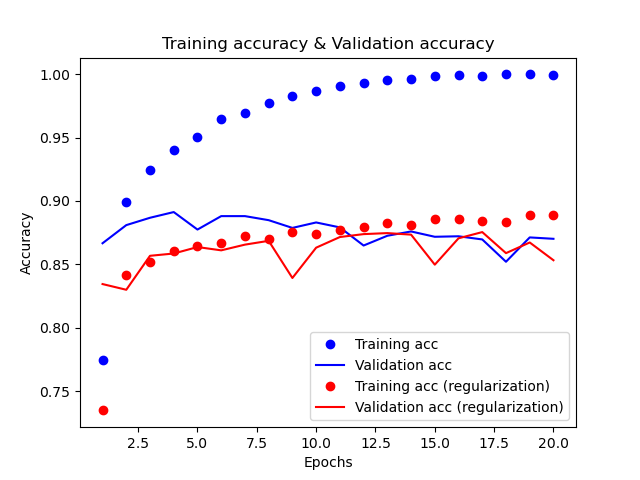 Training accuracy & Validation accuracy
1.00
0.95
0.90
0.85
0.80
0.75
Accuracy
Training acc
Validation acc
Training acc (regularization)
Validation acc (regularization)
2.5 5.0 7.5 10.0 12.5 15.0 17.5 20.0
Epochs